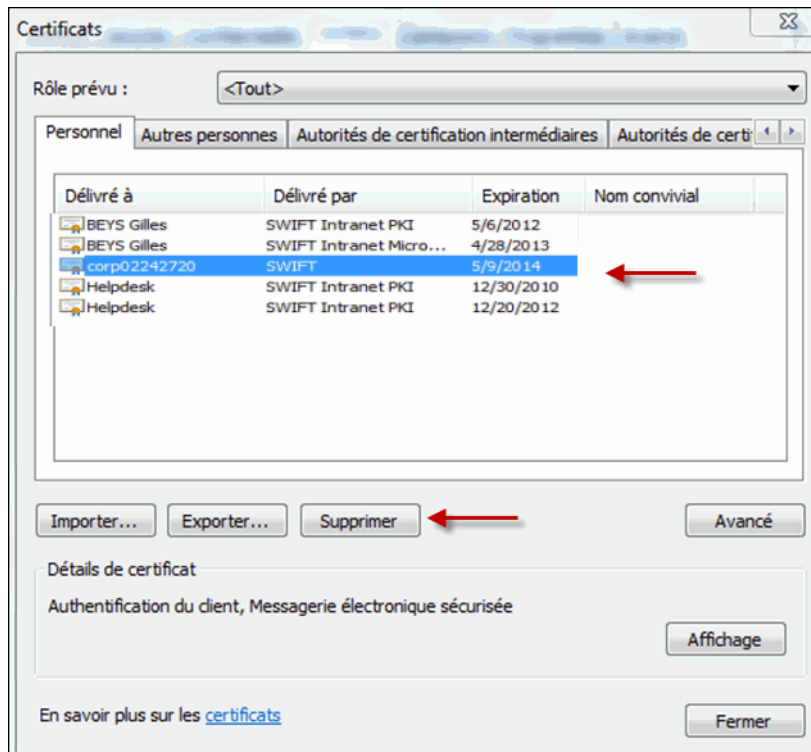 Certificats
Rôle prévu : <Tout>
Personnel Autres personnes Autorités de certification intermédiaires Autorités de certi
Délivré à Délivré par Expiration Nom convivial
BEYS Gilles SWIFT Intranet PKI 5/6/2012
BEYS Gilles SWIFT Intranet Micro... 4/28/2013
corp02242720 SWIFT 5/9/2014
Helpdesk SWIFT Intranet PKI 12/30/2010
Helpdesk SWIFT Intranet PKI 12/20/2012
Importer... Exporter... Supprimer Avancé
Détails de certificat
Authentification du client, Messagerie électronique sécurisée
Affichage
En savoir plus sur les certificats
Fermer